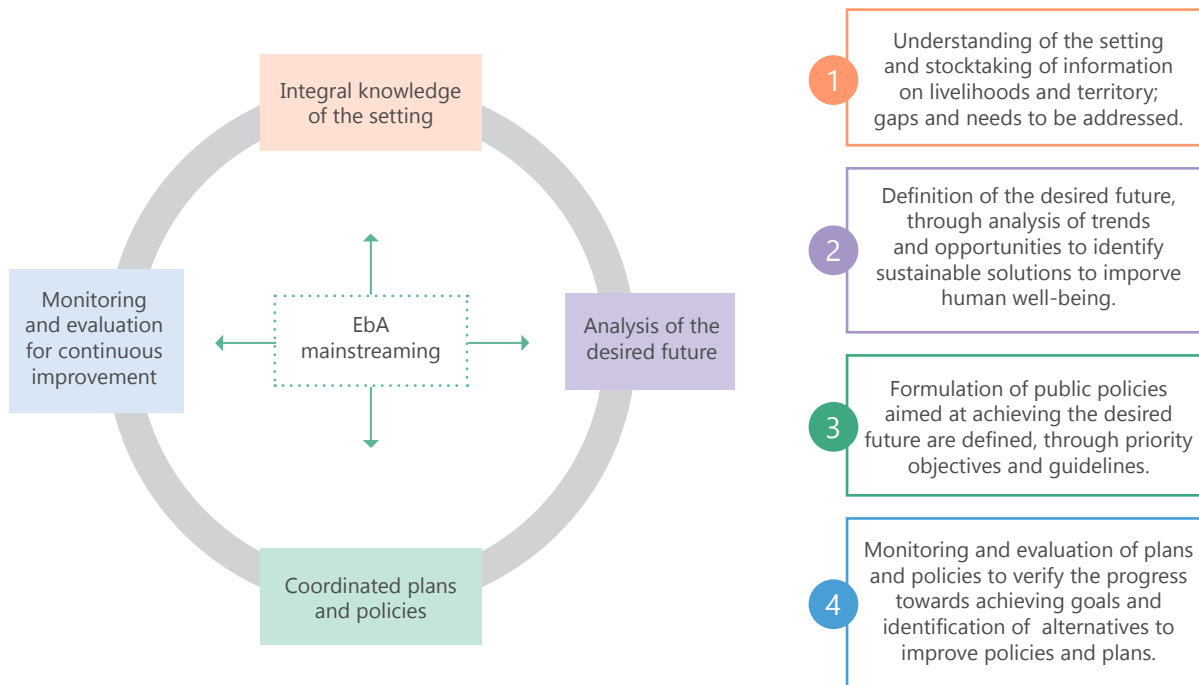 Integral knowledge
of the setting
Monitoring
and evaluation
for continuous
improvement
EbA
mainstreaming
Analysis of the
desired future
Coordinated plans
and policies
1
Understanding of the setting
and stocktaking of information
on livelihoods and territory;
gaps and needs to be addressed.
2
Definition of the desired future,
through analysis of trends
and opportunities to identify
sustainable solutions to imporve
human well-being.
3
Formulation of public policies
aimed at achieving the desired
future are defined, through priority
objectives and guidelines.
4
Monitoring and evaluation of plans
and policies to verify the progress
towards achieving goals and
identification of  alternatives to
improve policies and plans.